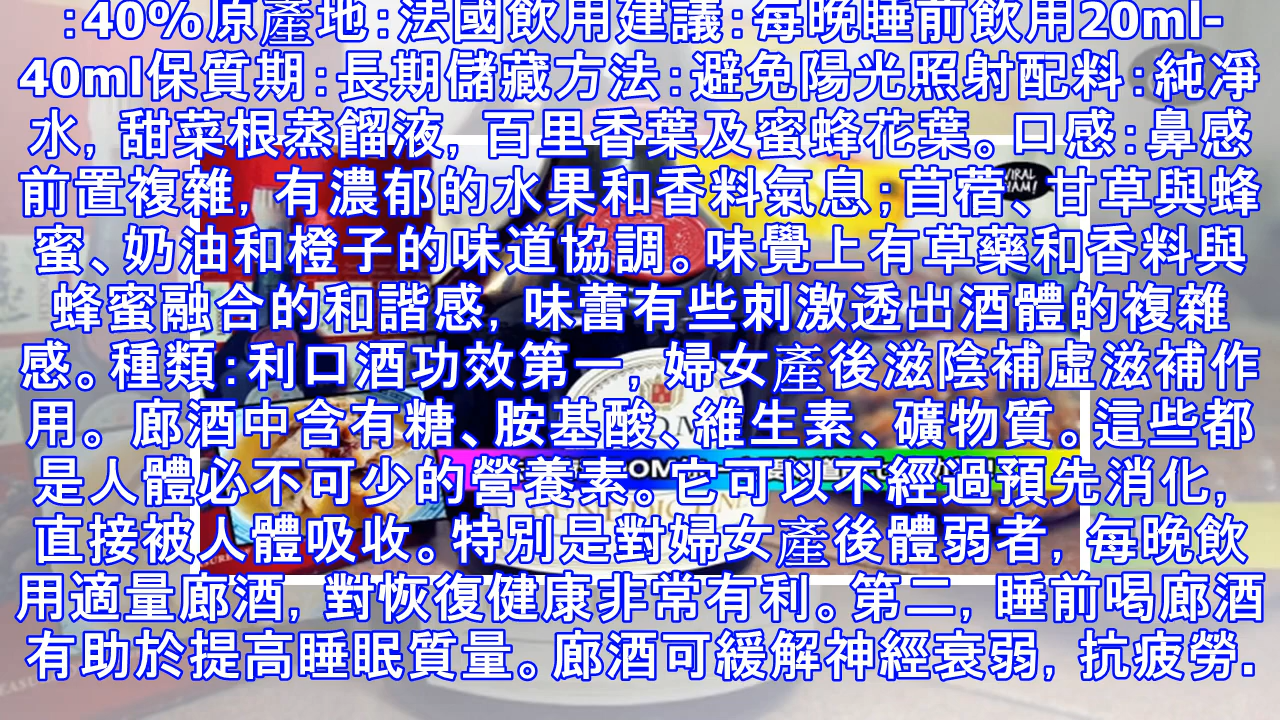 :40%原產地:法國飲用建議:每晚睡前飲用20ml-
40ml保質期:長期儲藏方法:避免陽光照射配料:純凈
水, 甜菜根蒸餾液, 百里香葉及蜜蜂花葉。口感:鼻感
前置複雜, 有濃郁的水果和香料氣息;苜蓿、甘草與蜂
蜜、奶油和橙子的味道協調。味覺上有草藥和香料與
蜂蜜融合的和諧感, 味蕾有些刺激透出酒體的複雜
感。種類:利口酒功效第一, 婦女產後滋陰補虛滋補作
用。 廊酒中含有糖、胺基酸、維生素、礦物質。這些都
是人體必不可少的營養素。它可以不經過預先消化,
直接被人體吸收。特別是對婦女產後體弱者, 每晚飲
用適量廊酒, 對恢復健康非常有利。第二, 睡前喝廊酒
有助於提高睡眠質量。廊酒可緩解神經衰弱, 抗疲勞.